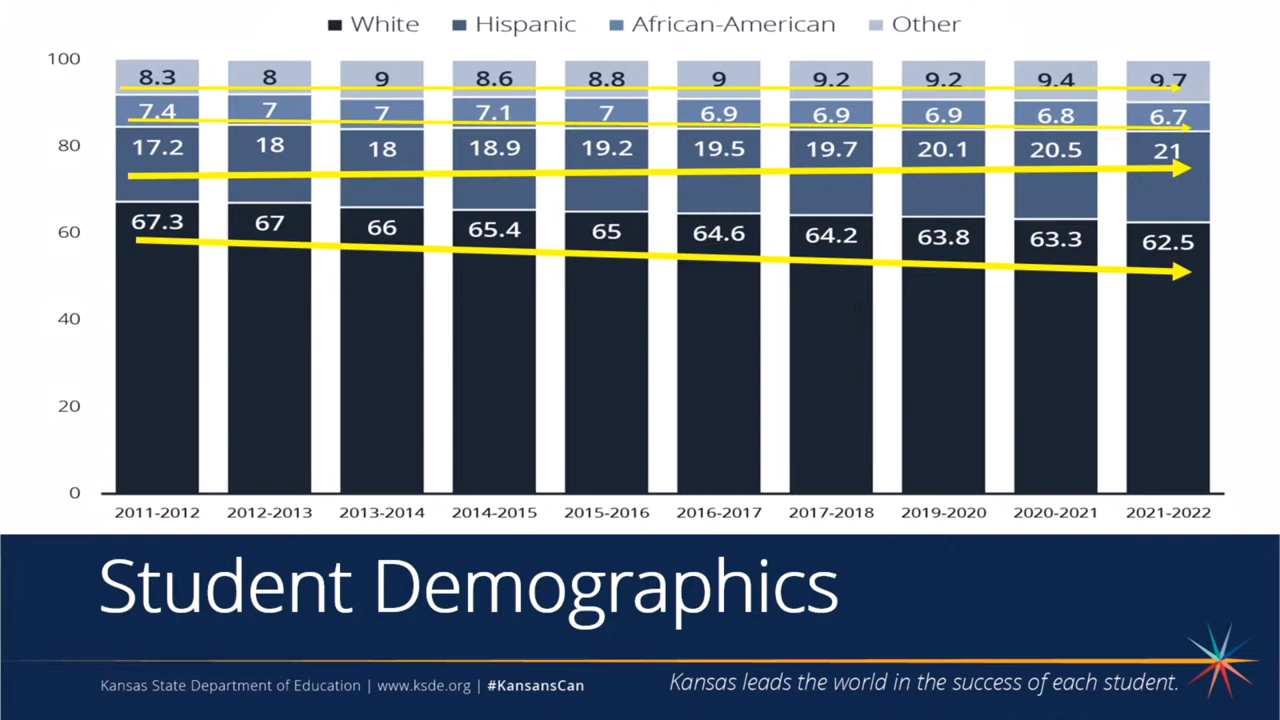 White Hispanic African-American Other
100
8.3 8 9 8.6 8.8 9 9.2 9.2 9.4 9.7
7.4 7 7 7.1 7 6.9 6.9 6.9 6.8 6.7
80
17.2 18 18 18.9 19.2 19.5 19.7 20.1 20.5 21
67.3 67 66 65.4 65 64.6 64.2 63.8 63.3 62.5
60
40
20
0
2011-2012 2012-2013 2013-2014 2014-2015 2015-2016 2016-2017 2017-2018 2019-2020 2020-2021 2021-2022
Student Demographics
Kansas State Department of Education | www.ksde.org | #KansansCan
Kansas leads the world in the success of each student.